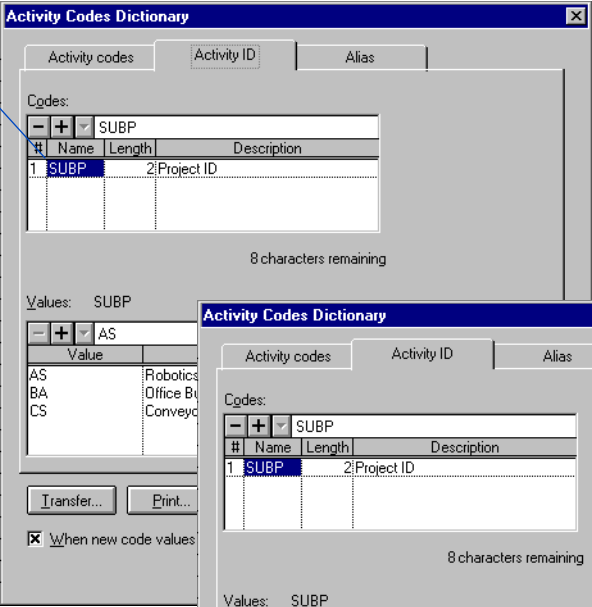 Activity Codes Dictionary
Activity codes Activity ID Alias
Codes:
SUBP
# Name Length Description
1 SUBP 2 Project ID
8 characters remaining
Values: SUBP
AS
Value
AS Robotics
BA Office
CS
Transfer... Print...
When new code values
Activity Codes Dictionary
Activity codes Activity ID Alias
Codes:
SUBP
# Name Length Description
1 SUBP 2 Project ID
8 characters remaining
Values: SUBP